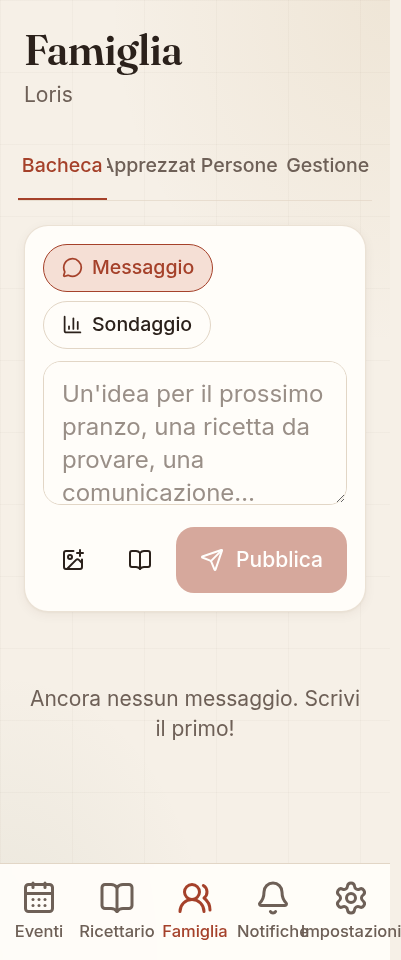 Famiglia
Loris
Bacheca Apprezzat Persone Gestione
Messaggio
Sondaggio
Un'idea per il prossimo
pranzo, una ricetta da
provare, una
comunicazione...
Pubblica
Ancora nessun messaggio. Scrivi
il primo!
Eventi Ricettario Famiglia Notifiche Impostazioni